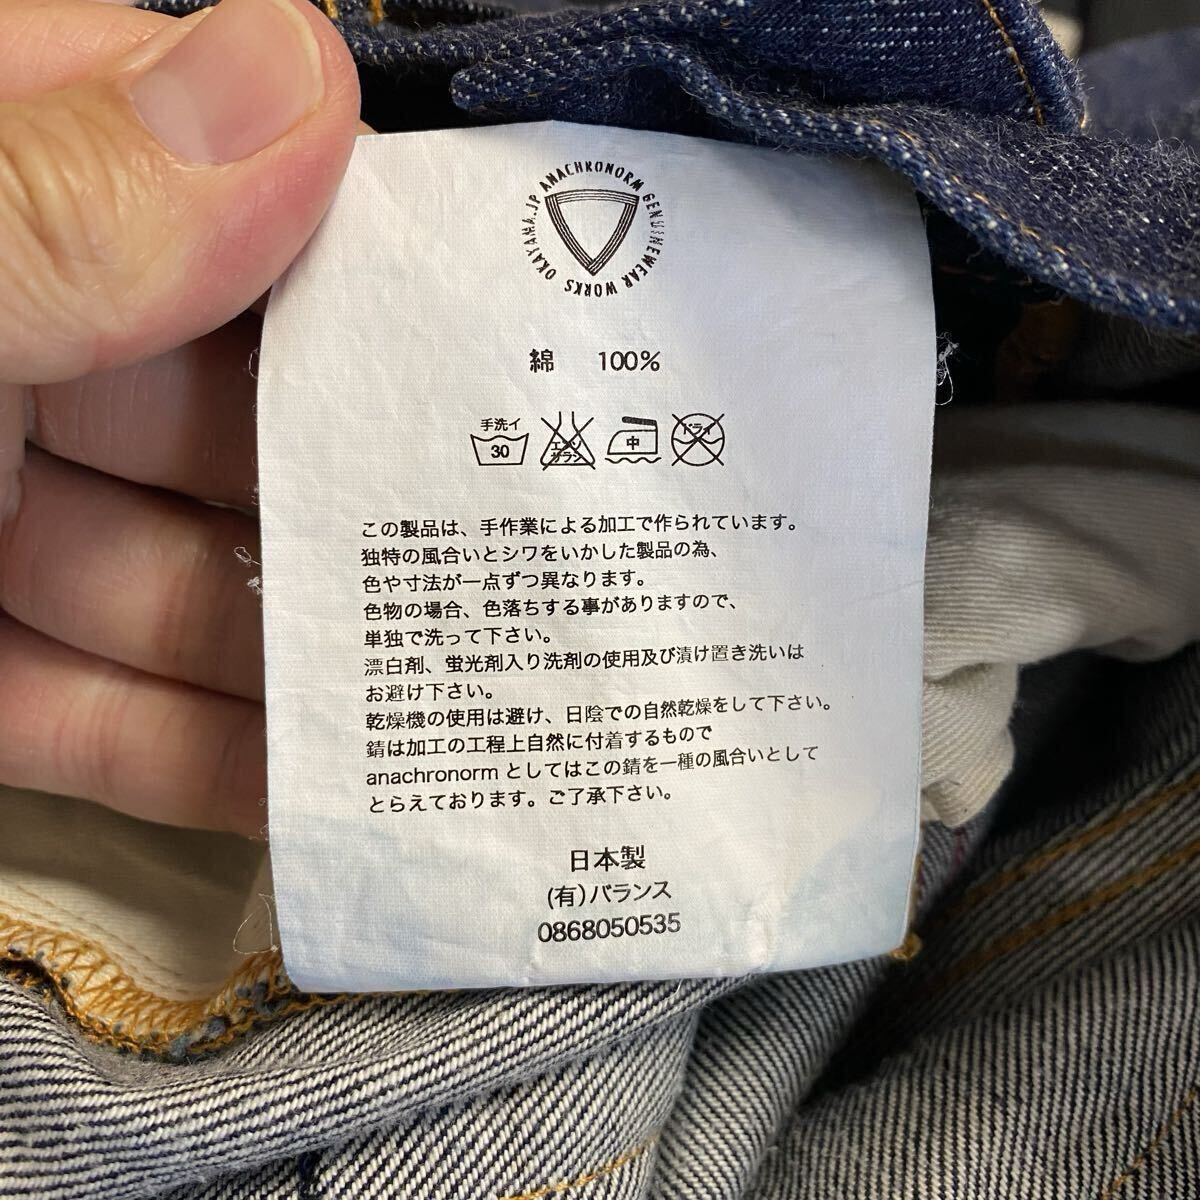 ANACHRONORM GENUINEWEAR WORKS OKAYAMA.JP
綿 100%
手洗イ
30
エンソ
サラシ
中
ドライ
この製品は、手作業による加工で作られています。
独特の風合いとシワをいかした製品の為、
色や寸法が一点ずつ異なります。
色物の場合、色落ちする事がありますので、
単独で洗って下さい。
漂白剤、蛍光剤入り洗剤の使用及び漬け置き洗いは
お避け下さい。
乾燥機の使用は避け、日陰での自然乾燥をして下さい。
錆は加工の工程上自然に付着するもので
anachronorm としてはこの錆を一種の風合いとして
とらえております。ご了承下さい。
日本製
(有)バランス
0868050535